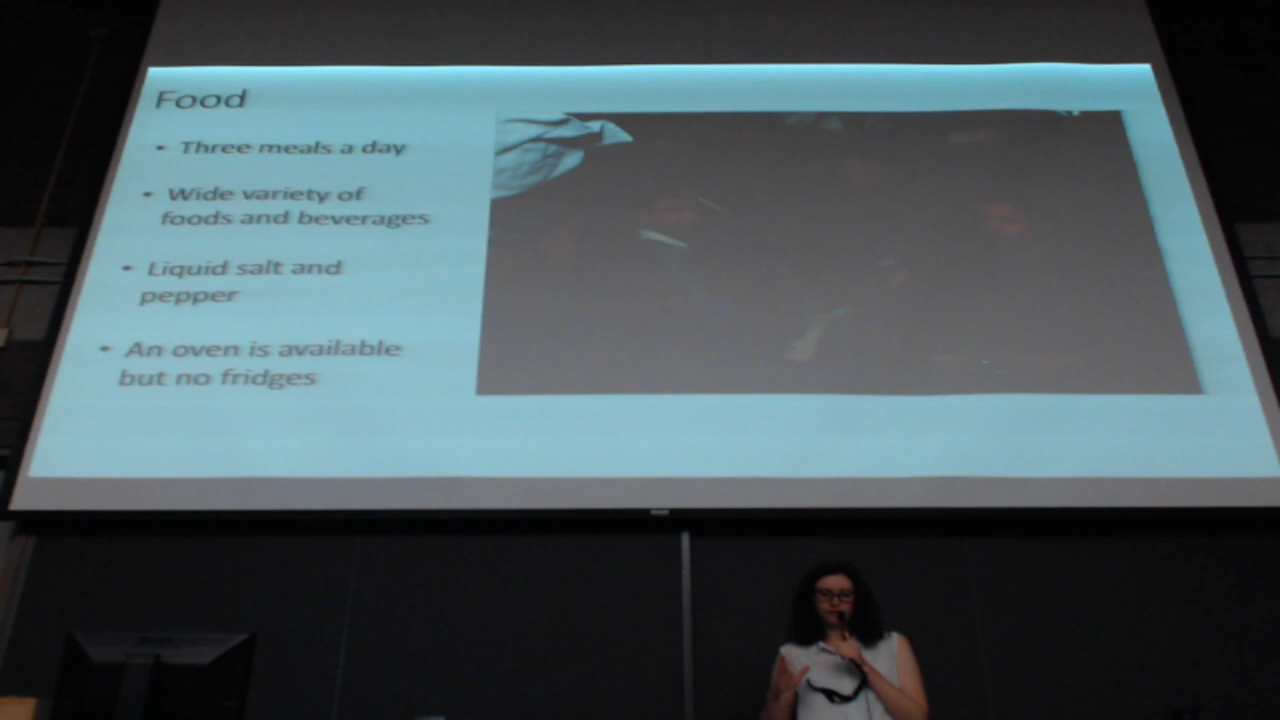 Food
• Three meals a day
• Wide variety of
foods and beverages
• Liquid salt and
pepper
• An oven is available
but no fridges